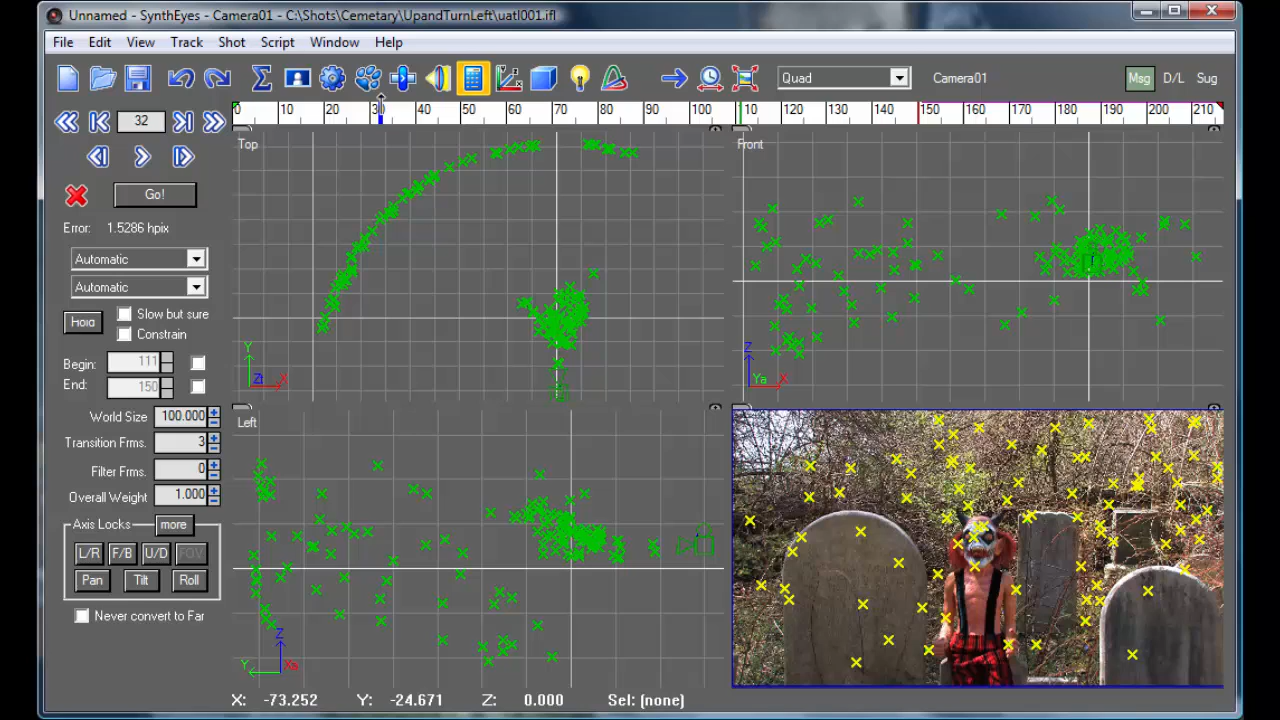 Unnamed - SynthEyes - Camera01 - C:\Shots\Cemetary\UpandTurnLeft\uatl001.ifl
File Edit View Track Shot Script Window Help
Quad Camera01 Msg D/L Sug
32
0 10 20 30 40 50 60 70 80 90 100 10 120 130 140 150 160 170 180 190 200 210
Top
Front
Go!
Error: 1.5286 hpix
Automatic
Automatic
Slow but sure
Hold
Constrain
Begin: 111
End: 150
Y X
Z X
World Size 100.000
Left
Transition Frms. 3
Filter Frms. 0
Overall Weight 1.000
Axis Locks more
L/R F/B U/D FOV
Pan Tilt Roll
Never convert to Far
Z
Y
X: -73.252 Y: -24.671 Z: 0.000 Sel: [none]